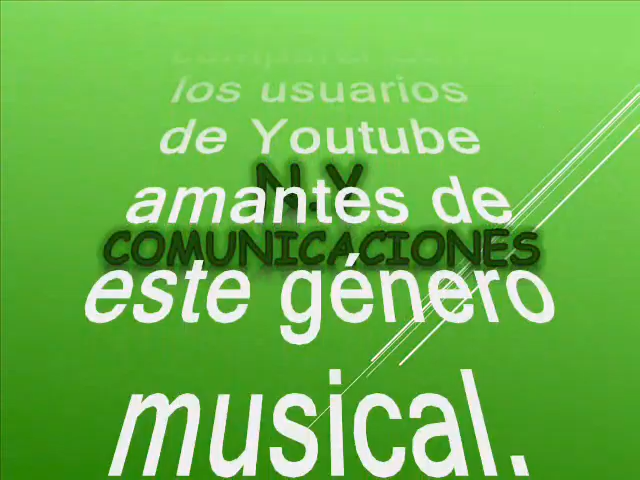 los usuarios
de Youtube
N.Y
amantes de
COMUNICACIONES
este género
musical.